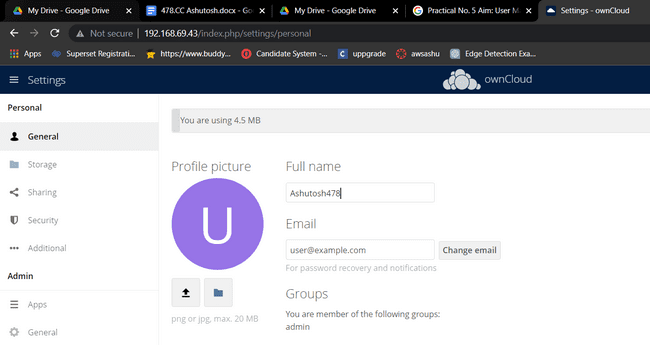 My Drive - Google Drive
478.CC Ashutosh.docx - Go
My Drive - Google Drive
Practical No. 5 Aim: User M
Settings - ownCloud
Not secure | 192.168.69.43/index.php/settings/personal
Apps
Superset Registrati...
https://www.buddy...
Candidate System -...
uppgrade
awsashu
Edge Detection Exa...
Settings
ownCloud
Personal
General
Storage
Sharing
Security
Additional
Admin
Apps
General
You are using 4.5 MB
Profile picture
U
png or jpg, max. 20 MB
Full name
Ashutosh478
Email
user@example.com
Change email
For password recovery and notifications
Groups
You are member of the following groups:
admin